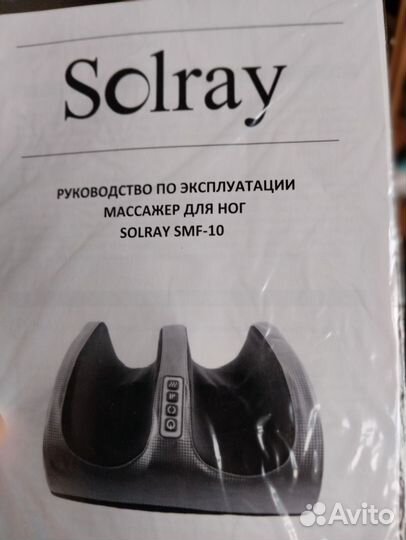 Solray
РУКОВОДСТВО ПО ЭКСПЛУАТАЦИИ
МАССАЖЕР ДЛЯ НОГ
SOLRAY SMF-10
Avito